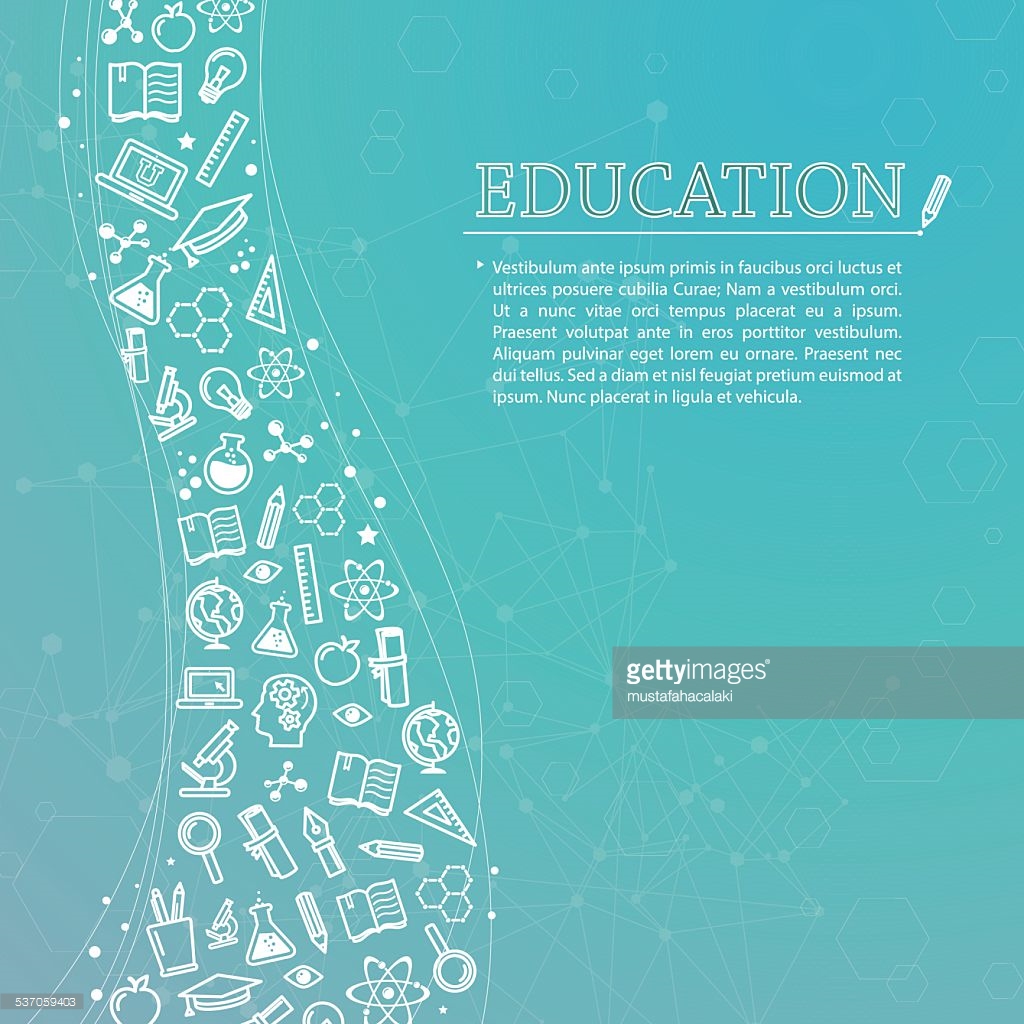 U
EDUCATION
Vestibulum ante ipsum primis in faucibus orci luctus et
ultrices posuere cubilia Curae; Nam a vestibulum orci.
Ut a nunc vitae orci tempus placerat eu a ipsum.
Praesent volutpat ante in eros porttitor vestibulum.
Aliquam pulvinar eget lorem eu ornare. Praesent nec
dui tellus. Sed a diam et nisl feugiat pretium euismod at
ipsum. Nunc placerat in ligula et vehicula.
gettyimages®
mustafahacalaki
537059403